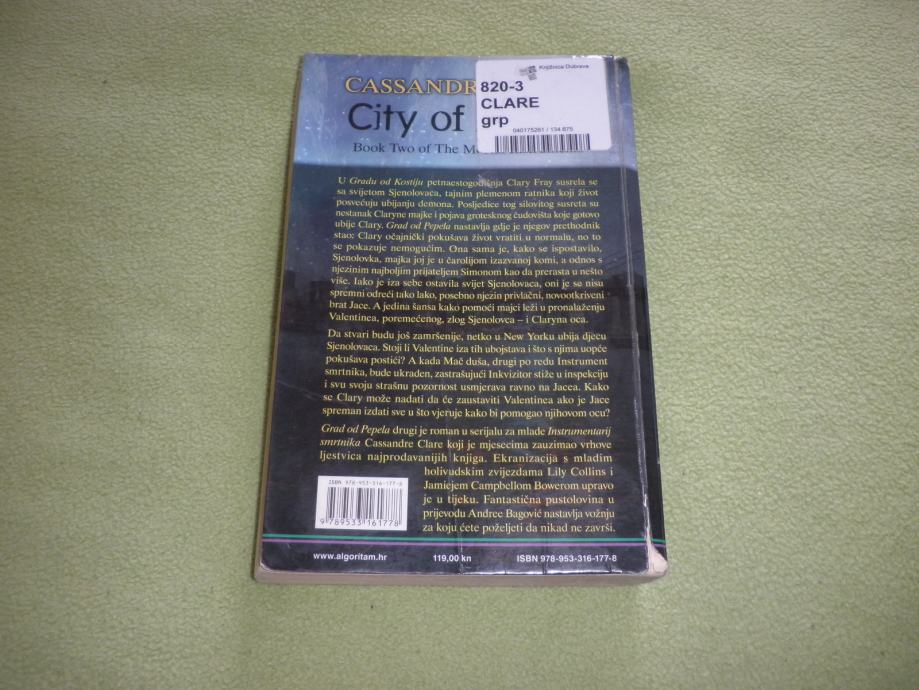 CASSANDR
Knjižnica Dubrava
820-3
CLARE
grp
040175261 / 134 875
City of
Book Two of The M
U Gradu od Kostiju petnaestogodišnja Clary Fray susrela se
sa svijetom Sjenolovaca, tajnim plemenom ratnika koji život
posvećuju ubijanju demona. Posljedice tog silovitog susreta su
nestanak Claryne majke i pojava grotesknog čudovišta koje gotovo
ubije Clary. Grad od Pepela nastavlja gdje je njegov prethodnik
stao: Clary očajnički pokušava život vratiti u normalu, no to
se pokazuje nemogućim. Ona sama je, kako se ispostavilo,
Sjenolovka, majka joj je u čarolijom izazvanoj komi, a odnos s
njezinim najboljim prijateljem Simonom kao da prerasta u nešto
više. Iako je iza sebe ostavila svijet Sjenolovaca, oni je se nisu
spremni odreći tako lako, posebno njezin privlačni, novootkriveni
brat Jace. A jedina šansa kako pomoći majci leži u pronalaženju
Valentinea, poremećenog, zlog Sjenolovca – i Claryna oca.
Da stvari budu još zamršenije, netko u New Yorku ubija djecu
Sjenolovaca. Stoji li Valentine iza tih ubojstava i što s njima uopće
pokušava postići? A kada Mač duša, drugi po redu Instrument
smrtnika, bude ukraden, zastrašujući Inkvizitor stiže u inspekciju
i svu svoju strašnu pozornost usmjerava ravno na Jacea. Kako
se Clary može nadati da će zaustaviti Valentinea ako je Jace
spreman izdati sve u što vjeruje kako bi pomogao njihovom ocu?
Grad od Pepela drugi je roman u serijalu za mlade Instrumentarij
smrtnika Cassandre Clare koji je mjesecima zauzimao vrhove
ljestvica najprodavanijih knjiga. Ekranizacija s mladim
holivudskim zvijezdama Lily Collins i
Jamiejem Campbellom Bowerom upravo
je u tijeku. Fantastična pustolovina u
prijevodu Andree Bagović nastavlja vožnju
za koju ćete poželjeti da nikad ne završi.
ISBN 978-953-316-177-8
9 789533 161778
www.algoritam.hr 119,00 kn ISBN 978-953-316-177-8